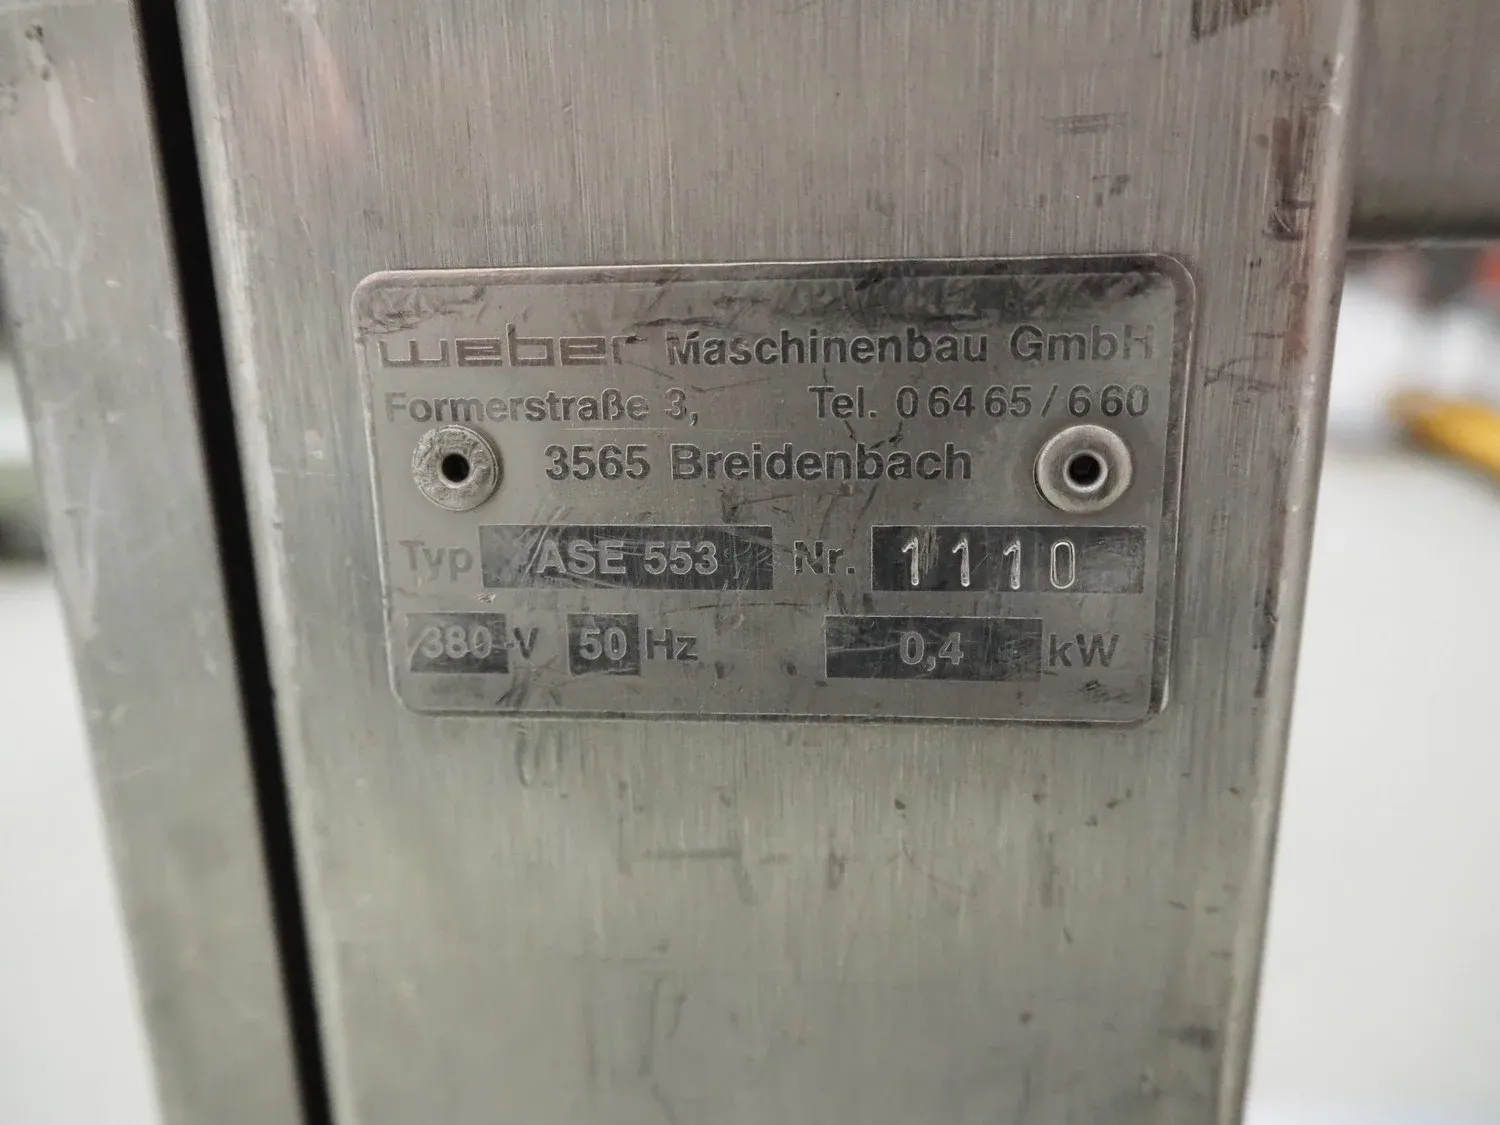 weber Maschinenbau GmbH
Formerstraße 3, Tel. 0 64 65 / 6 60
3565 Breidenbach
Typ ASE 553 Nr. 1110
380 V 50 Hz 0,4 kW